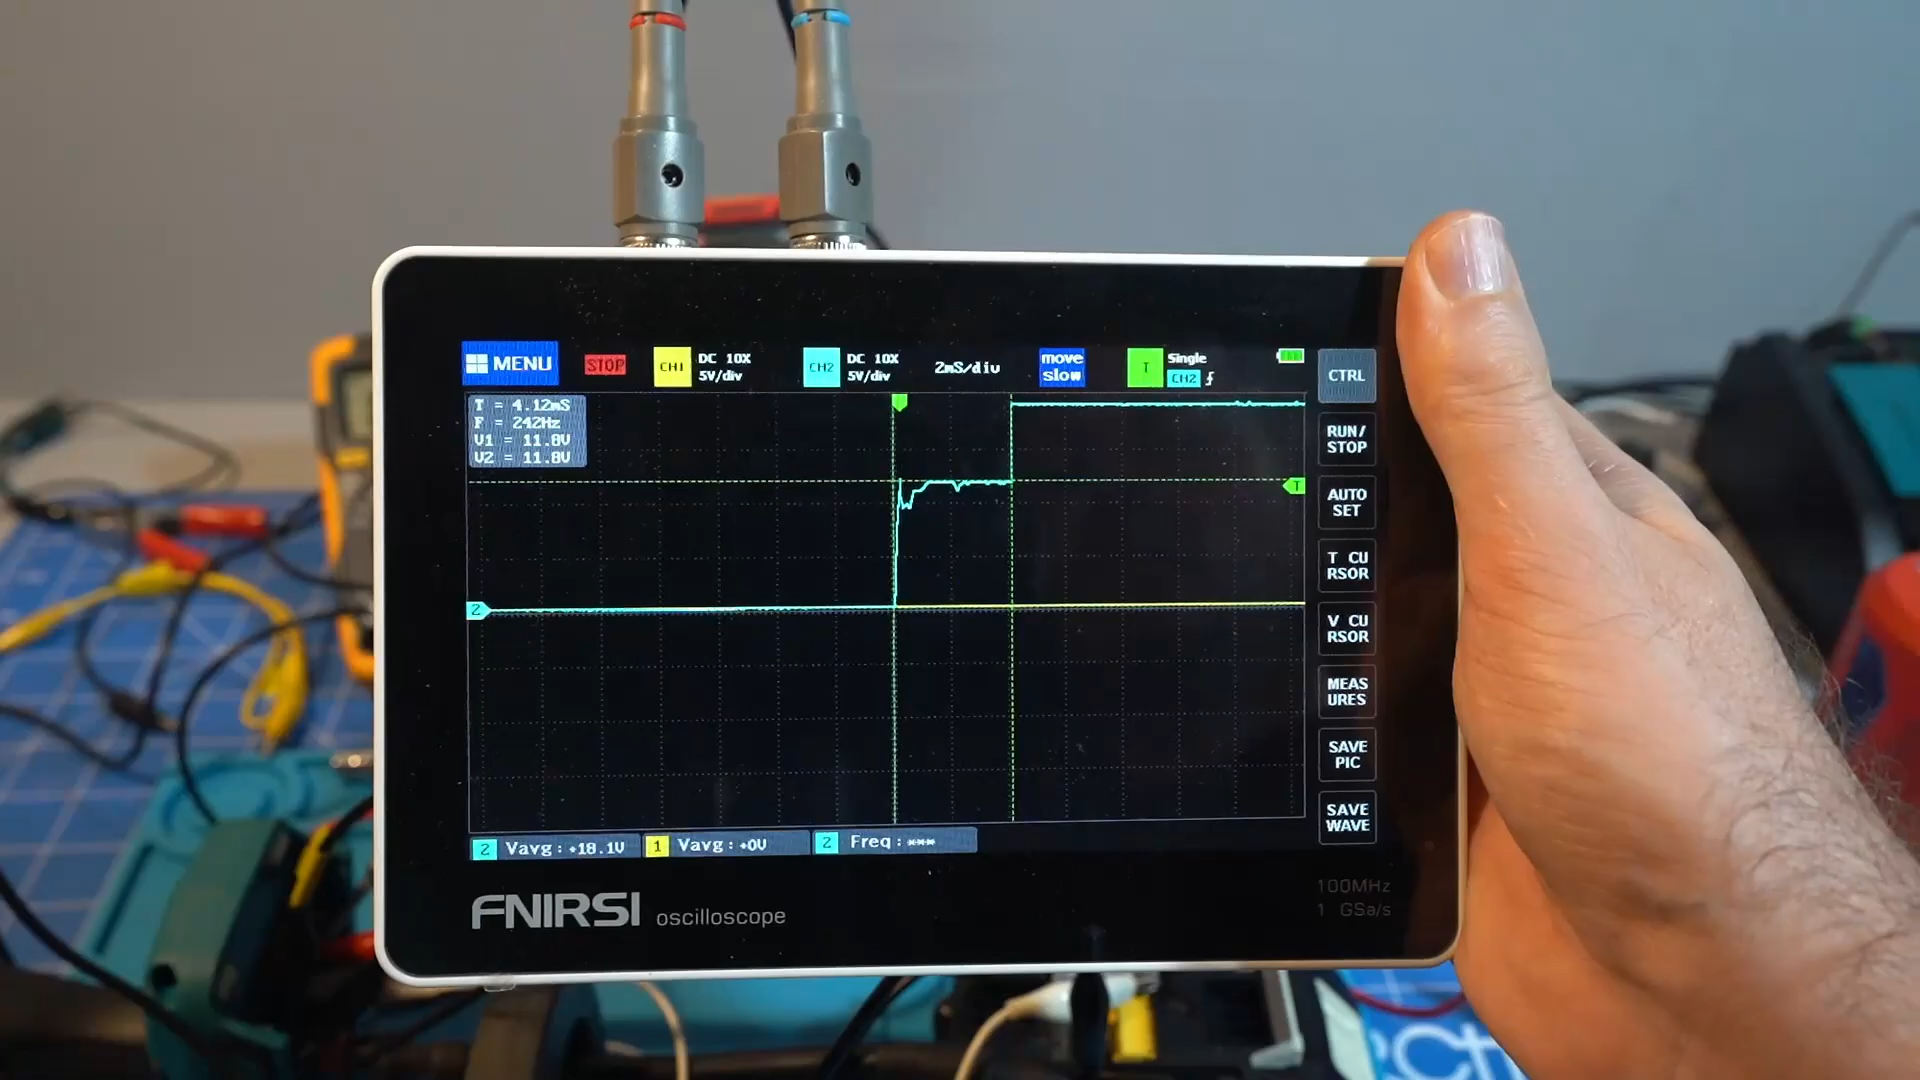 MENU
STOP
CH1
DC 10X
5V/div
CH2
DC 10X
5V/div
2mS/div
move
slow
T
Single
CH2
CTRL
T = 4.12mS
F = 242Hz
V1 = 11.8V
V2 = 11.8V
RUN/
STOP
AUTO
SET
T
T CU
RSOR
2
V CU
RSOR
MEAS
URES
SAVE
PIC
SAVE
WAVE
2 Vavg:+18.1V
1 Vavg:+0V
2 Freq:
FNIRSI oscilloscope
100MHz
1 GSa/s